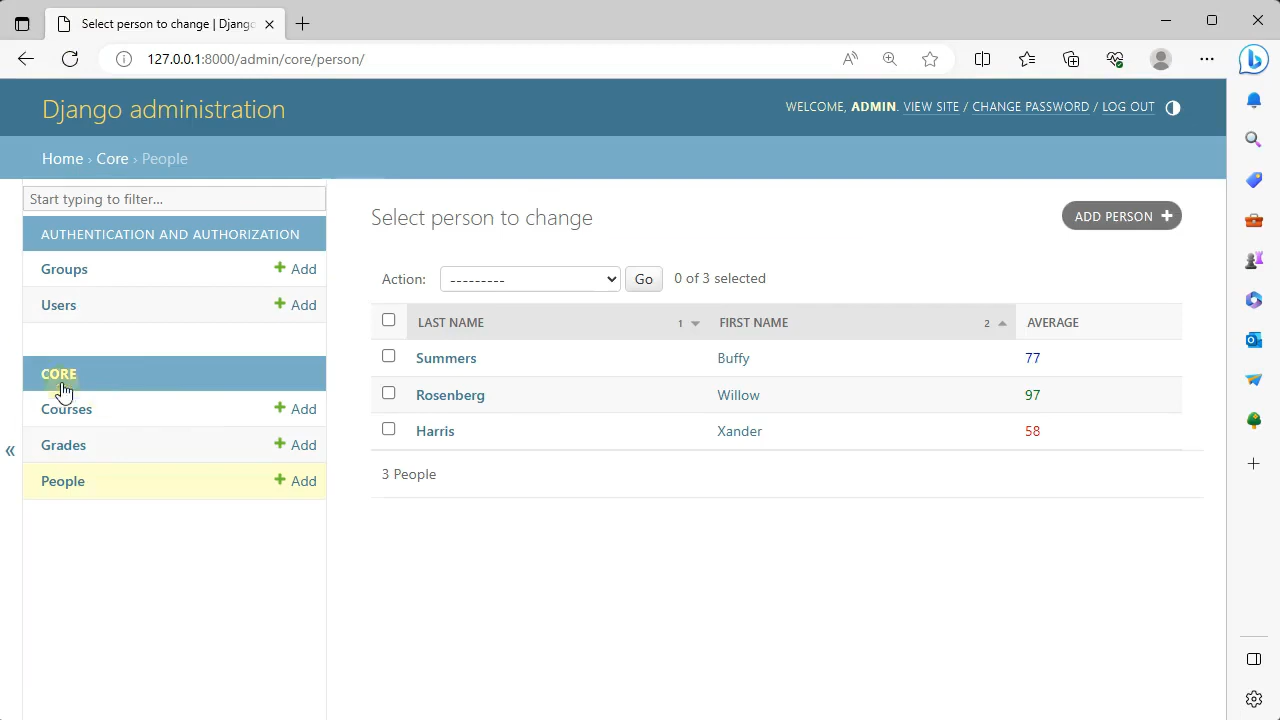 Select person to change | Djang
127.0.0.1:8000/admin/core/person/
Django administration
WELCOME, ADMIN. VIEW SITE / CHANGE PASSWORD / LOG OUT
Home › Core › People
Start typing to filter...
AUTHENTICATION AND AUTHORIZATION
Groups + Add
Users + Add
CORE
Courses + Add
Grades + Add
People + Add
«
Select person to change
ADD PERSON +
Action: --------- Go 0 of 3 selected
LAST NAME 1 FIRST NAME 2 AVERAGE
Summers Buffy 77
Rosenberg Willow 97
Harris Xander 58
3 People